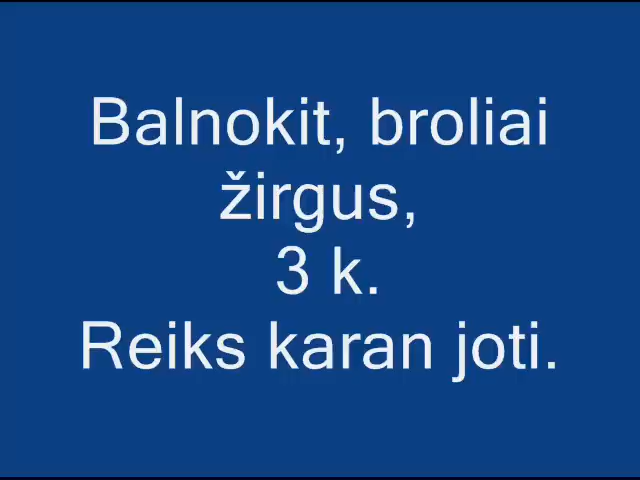 Balnokit, broliai
žirgus,
3 k.
Reiks karan joti.